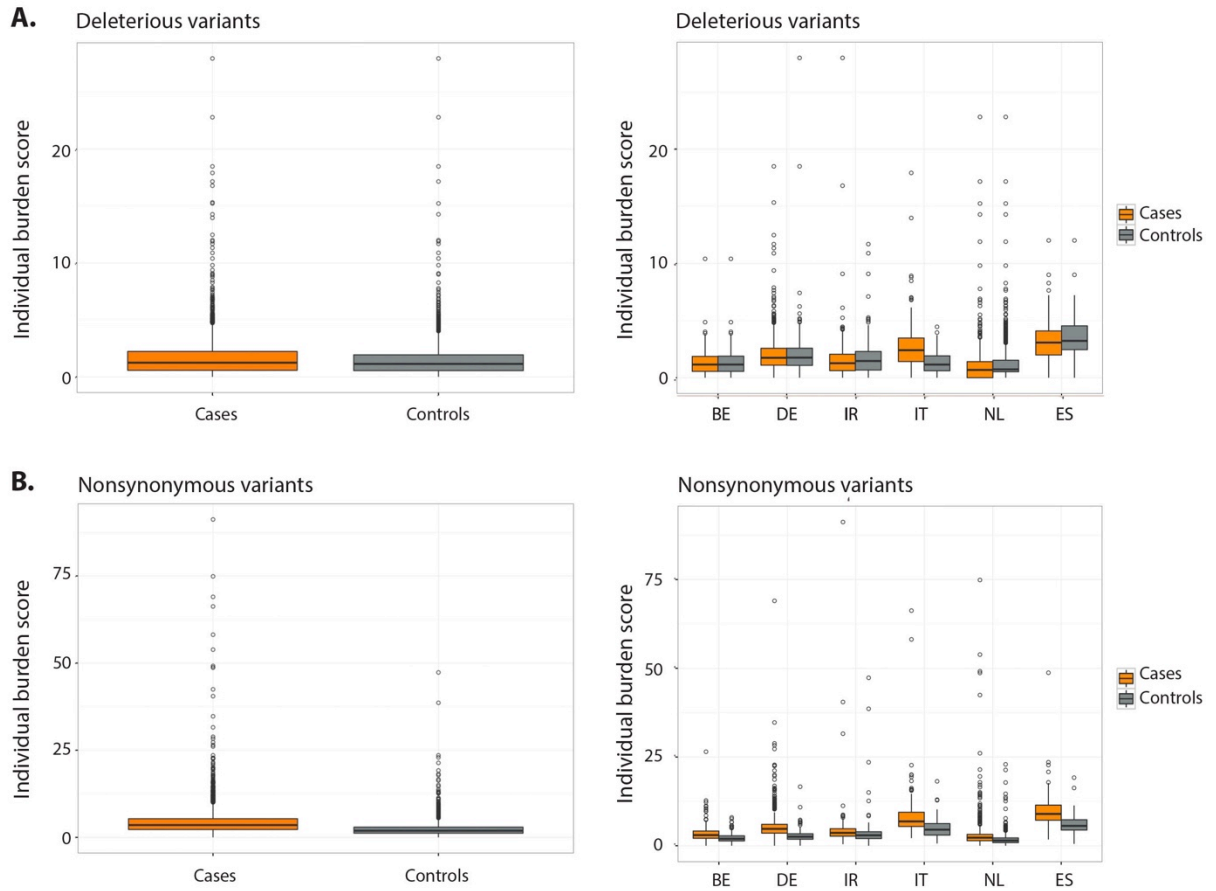 A.
Deleterious variants
Individual burden score
20
10
0
Cases
Controls
Deleterious variants
Individual burden score
20
10
0
BE DE IR IT NL ES
Cases
Controls
B.
Nonsynonymous variants
Individual burden score
75
50
25
0
Cases
Controls
Nonsynonymous variants
Individual burden score
75
50
25
0
BE DE IR IT NL ES
Cases
Controls